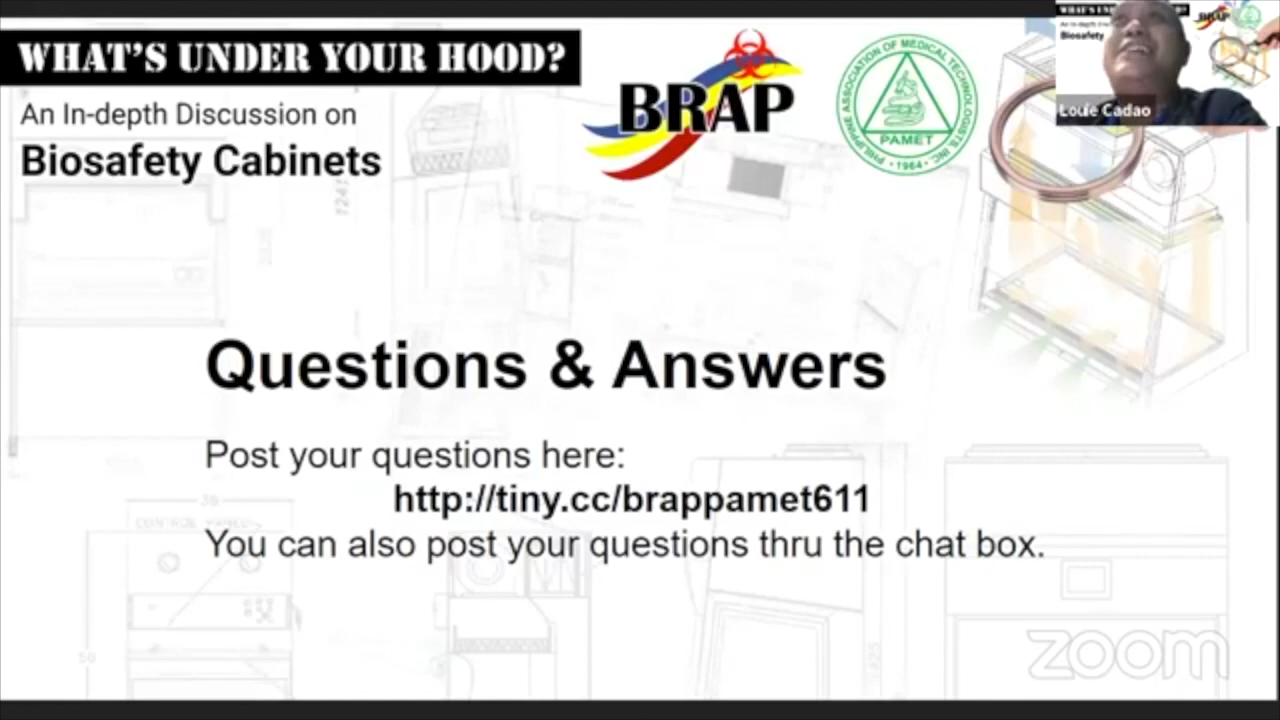 WHAT'S UNDER YOUR HOOD?
An In-depth Discussion on
Biosafety Cabinets
BRAP
PHILIPPINE ASSOCIATION OF MEDICAL TECHNOLOGISTS INC.
PAMET
1964
Biosafety
Louie Cadao
Questions & Answers
Post your questions here:
http://tiny.cc/brappamet611
You can also post your questions thru the chat box.
zoom